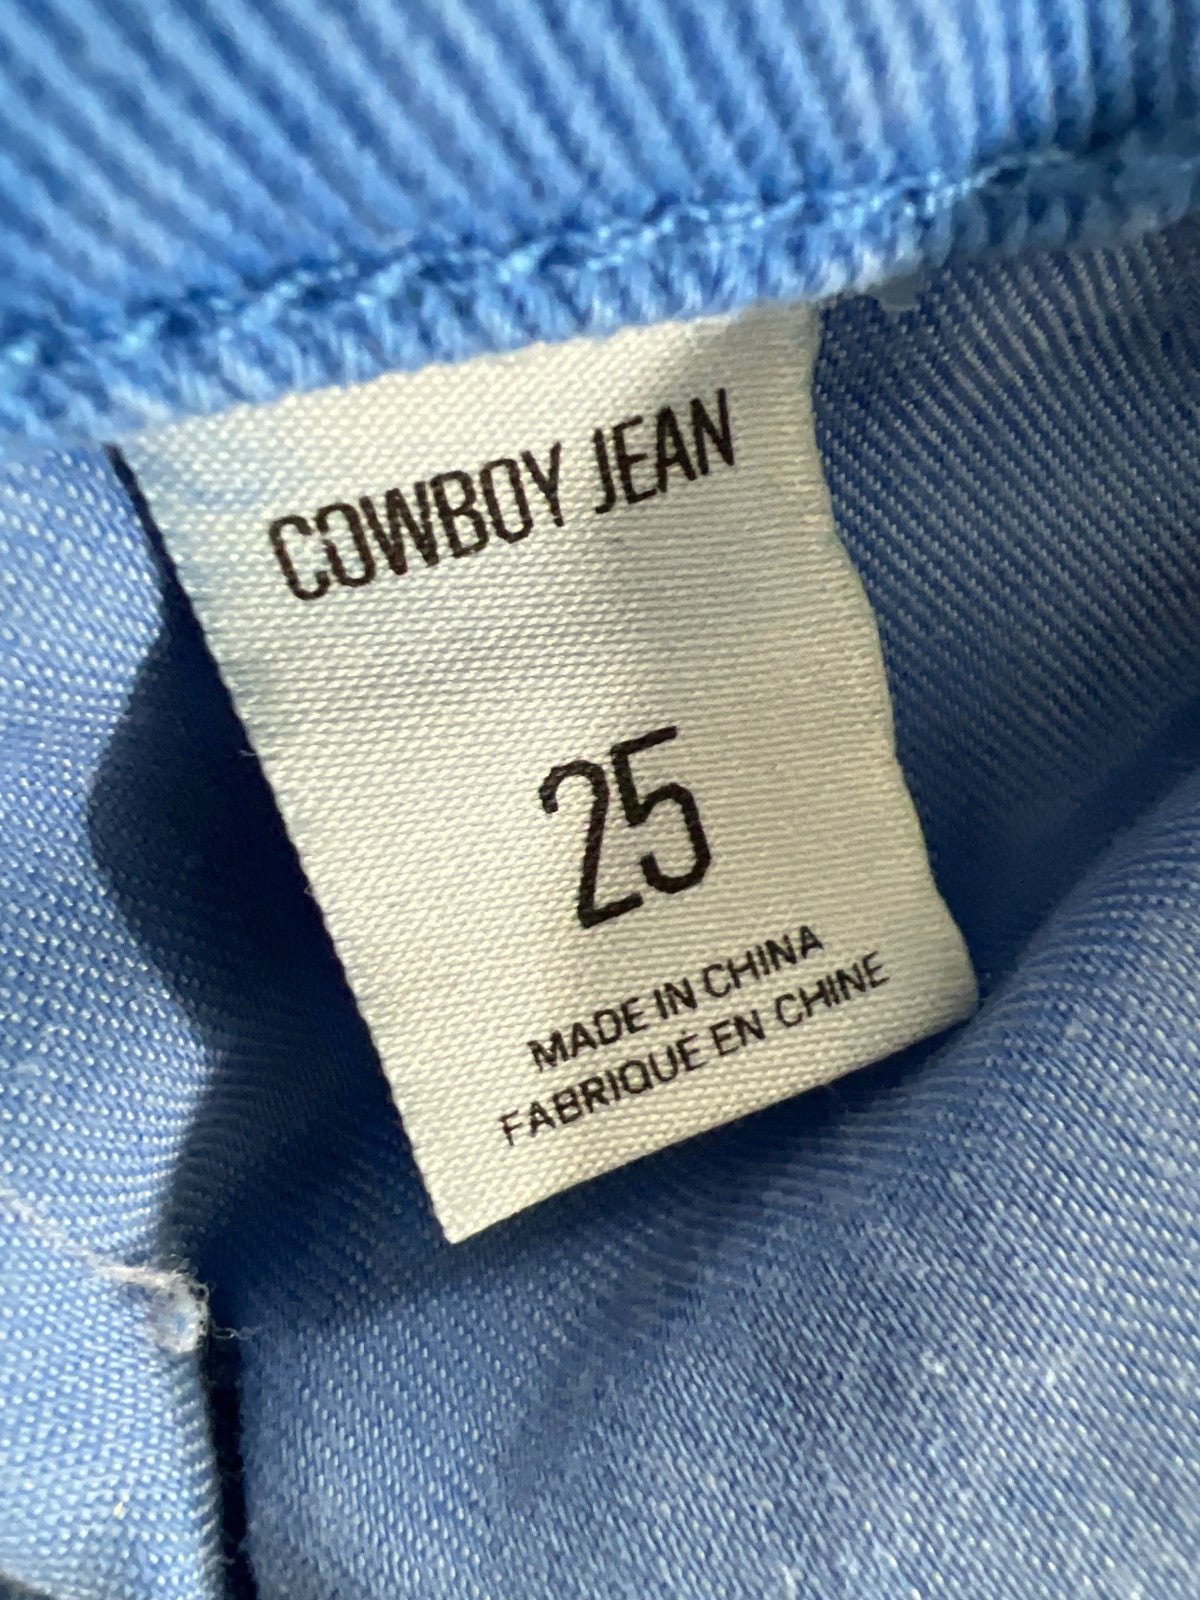 COWBOY JEAN
25
MADE IN CHINA
FABRIQUÉ EN CHINE